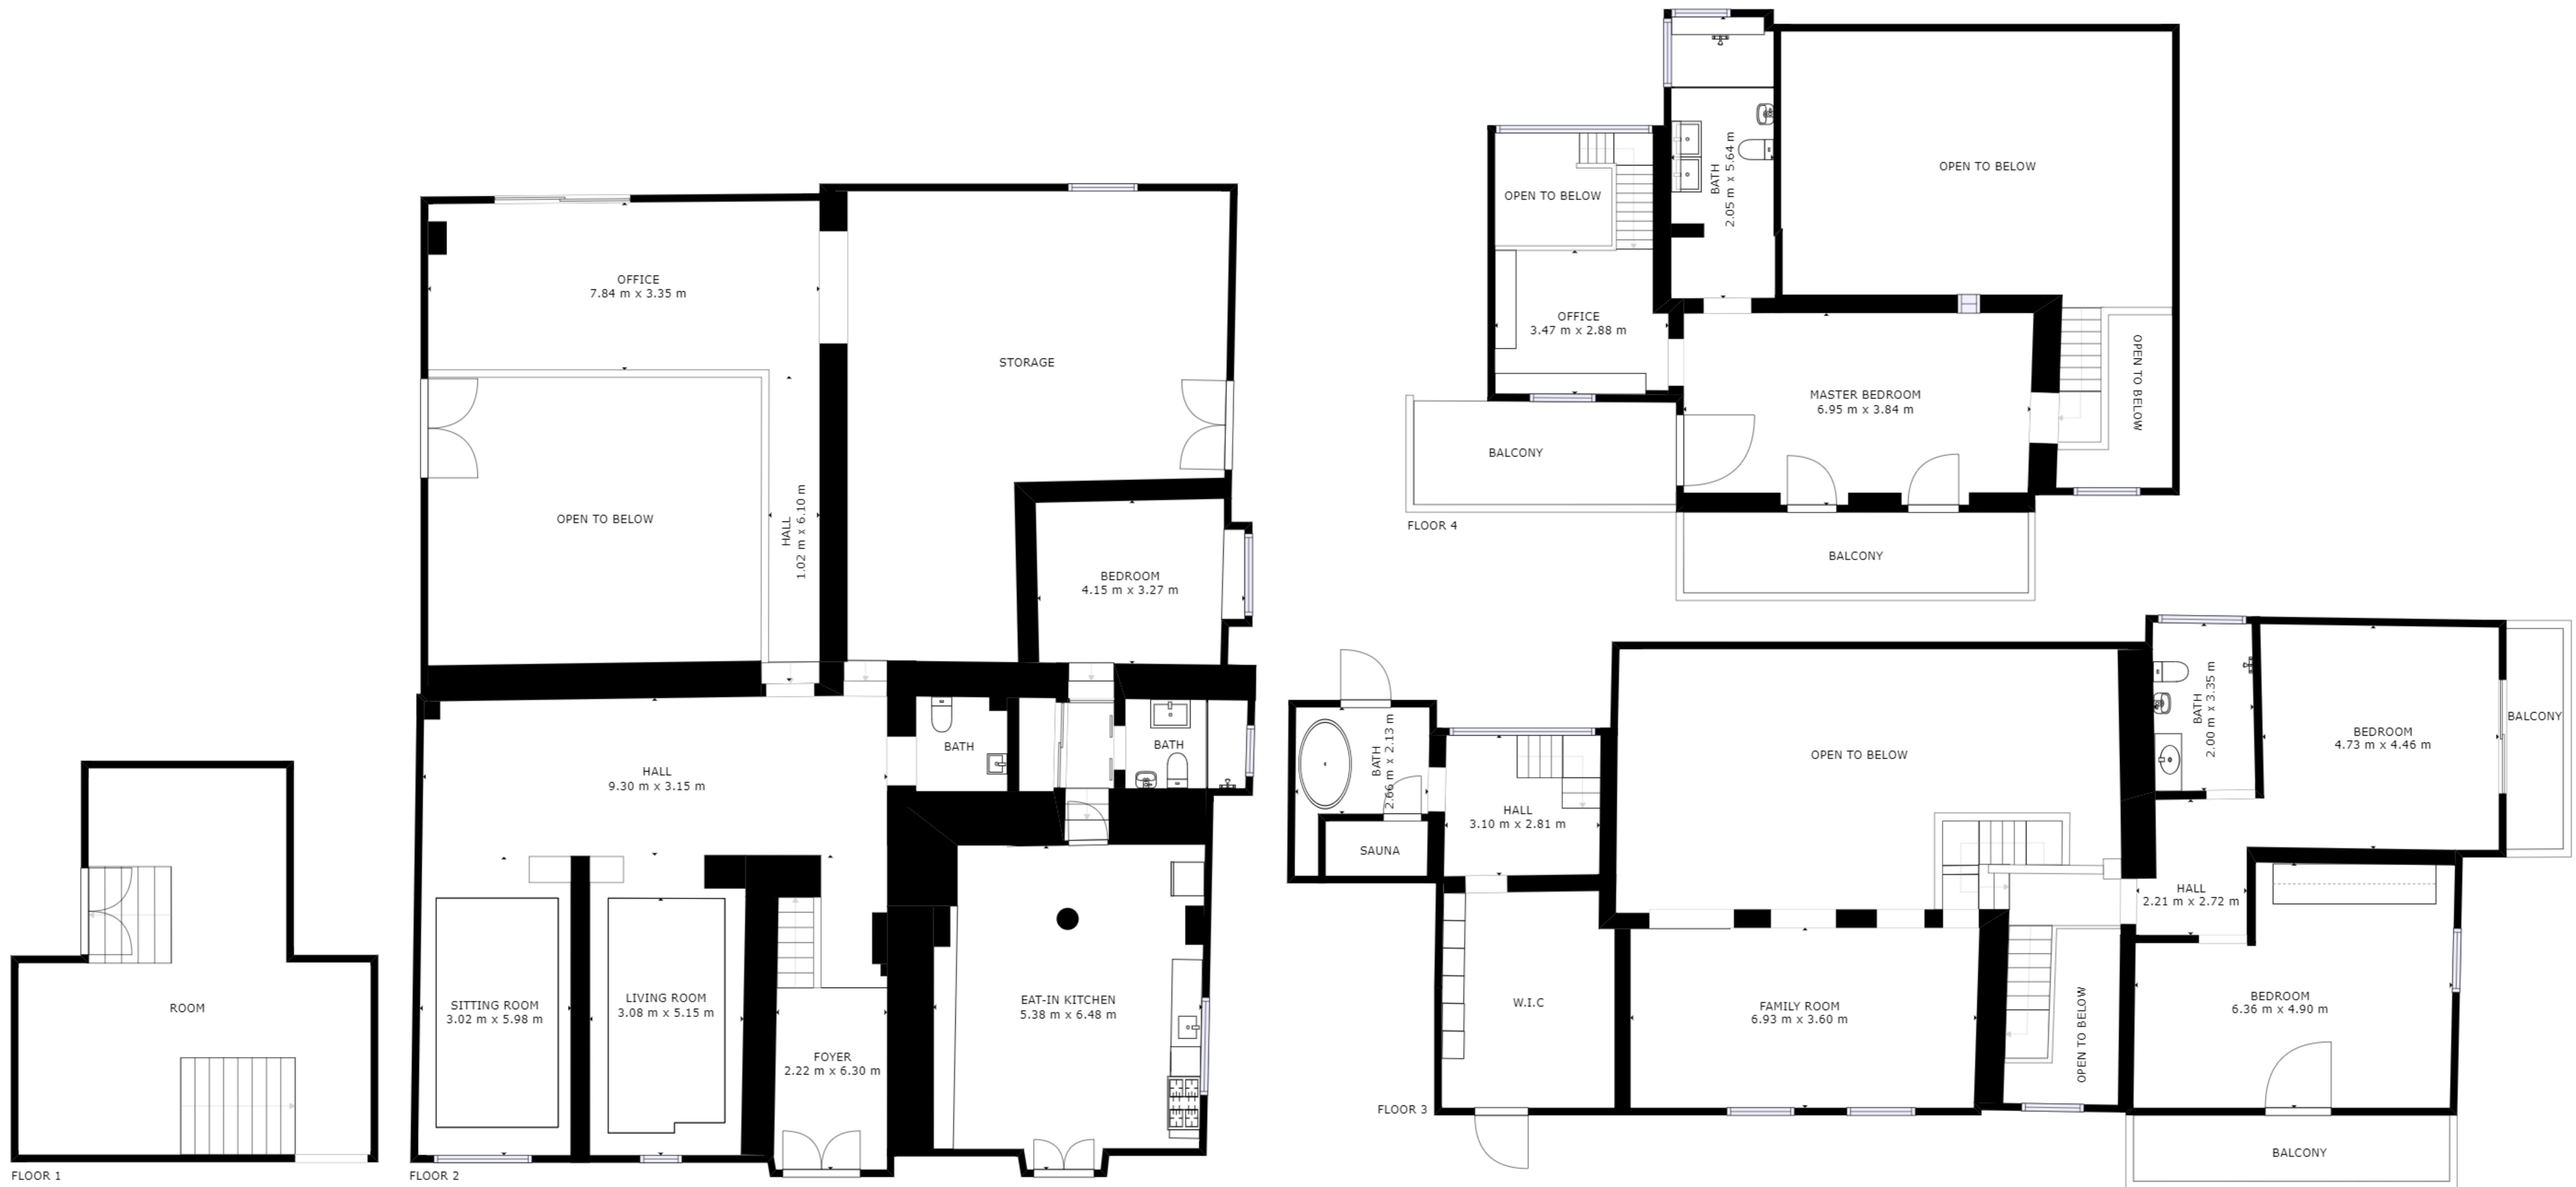 ROOM
FLOOR 1
OFFICE
7.84 m x 3.35 m
STORAGE
OPEN TO BELOW
HALL
1.02 m x 6.10 m
BEDROOM
4.15 m x 3.27 m
HALL
9.30 m x 3.15 m
BATH
BATH
SITTING ROOM
3.02 m x 5.98 m
LIVING ROOM
3.08 m x 5.15 m
FOYER
2.22 m x 6.30 m
EAT-IN KITCHEN
5.38 m x 6.48 m
FLOOR 2
BATH
2.05 m x 5.64 m
OPEN TO BELOW
OPEN TO BELOW
OFFICE
3.47 m x 2.88 m
MASTER BEDROOM
6.95 m x 3.84 m
OPEN TO BELOW
BALCONY
FLOOR 4
BALCONY
BATH
2.66 m x 2.13 m
SAUNA
HALL
3.10 m x 2.81 m
OPEN TO BELOW
BATH
2.00 m x 3.35 m
BEDROOM
4.73 m x 4.46 m
BALCONY
HALL
2.21 m x 2.72 m
W.I.C
FAMILY ROOM
6.93 m x 3.60 m
OPEN TO BELOW
BEDROOM
6.36 m x 4.90 m
FLOOR 3
BALCONY